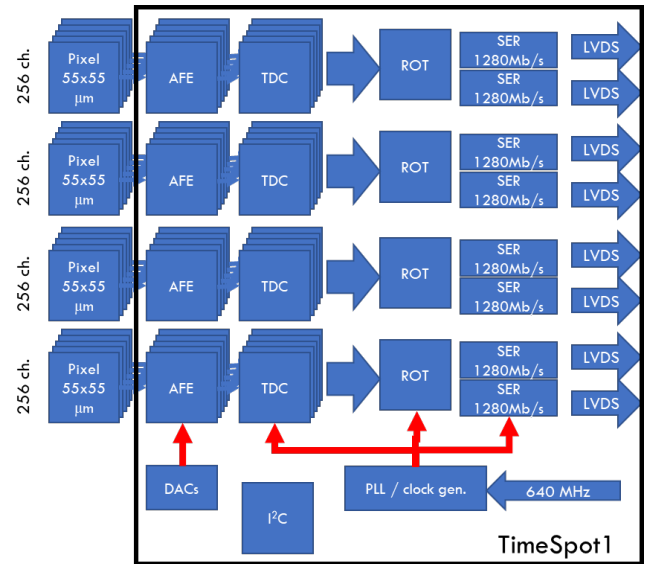 256 ch.
Pixel
55x55
μm
AFE
TDC
ROT
SER
1280Mb/s
SER
1280Mb/s
LVDS
LVDS
256 ch.
Pixel
55x55
μm
AFE
TDC
ROT
SER
1280Mb/s
SER
1280Mb/s
LVDS
LVDS
256 ch.
Pixel
55x55
μm
AFE
TDC
ROT
SER
1280Mb/s
SER
1280Mb/s
LVDS
LVDS
256 ch.
Pixel
55x55
μm
AFE
TDC
ROT
SER
1280Mb/s
SER
1280Mb/s
LVDS
LVDS
DACs
I²C
PLL / clock gen.
640 MHz
TimeSpot1